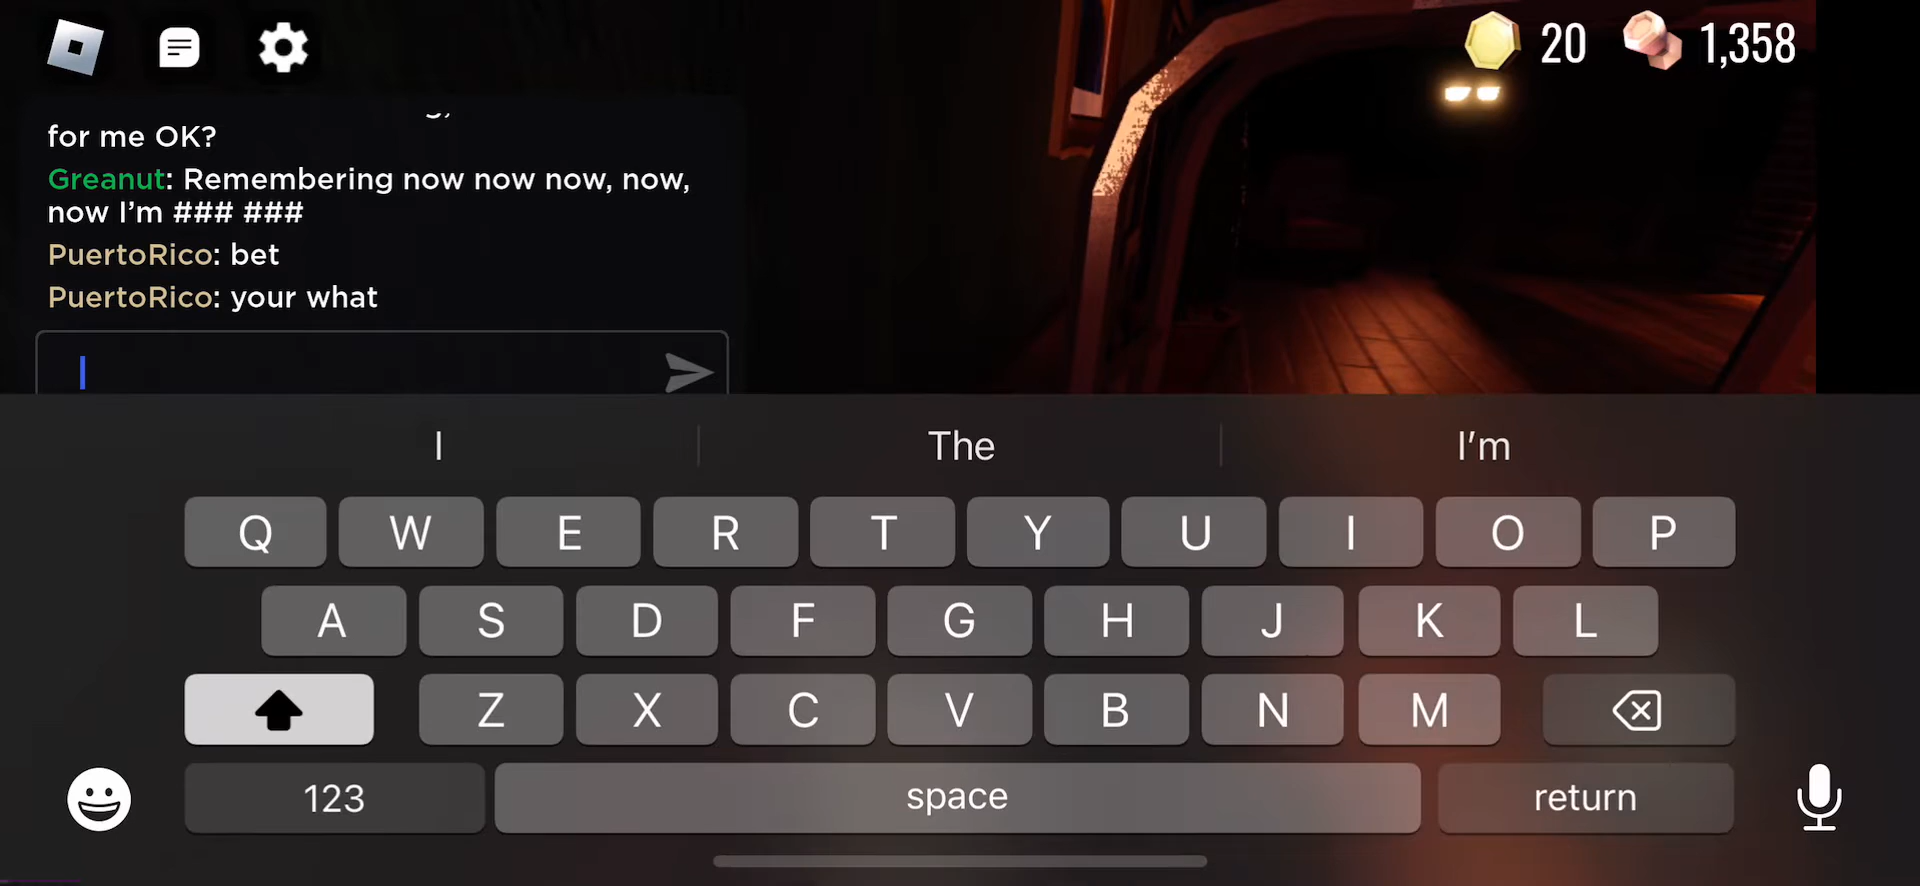 20 1,358
for me OK?
Greanut: Remembering now now now, now,
now I'm ### ###
PuertoRico: bet
PuertoRico: your what
I The I'm
Q W E R T Y U I O P
A S D F G H J K L
Z X C V B N M
123 space return